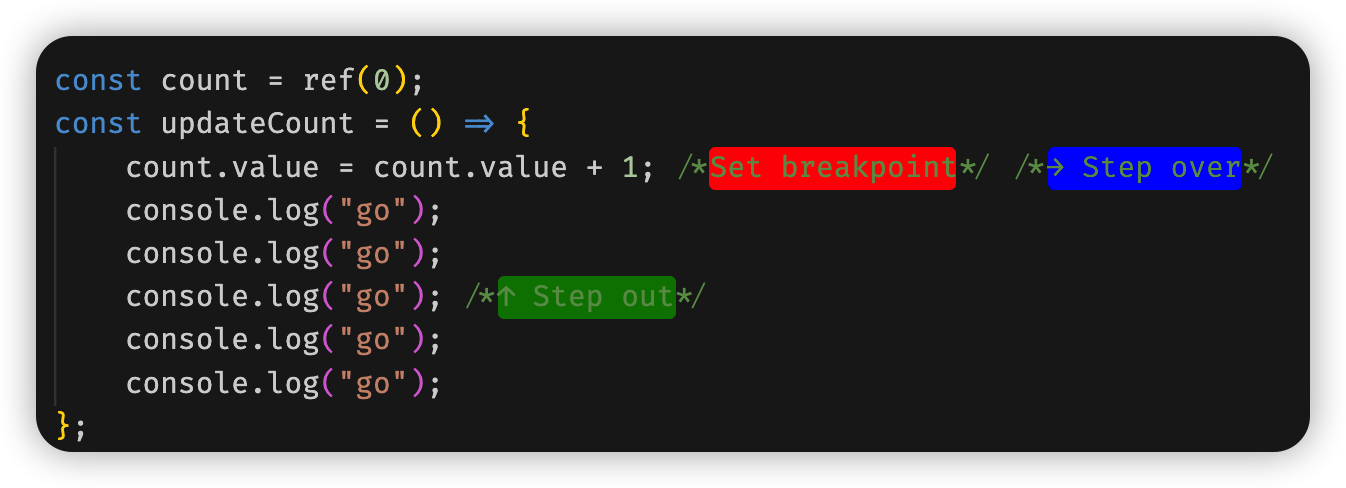 const count = ref(0);
const updateCount = () => {
    count.value = count.value + 1; /*Set breakpoint*/ /*→ Step over*/
    console.log("go");
    console.log("go");
    console.log("go"); /*↑ Step out*/
    console.log("go");
    console.log("go");
};